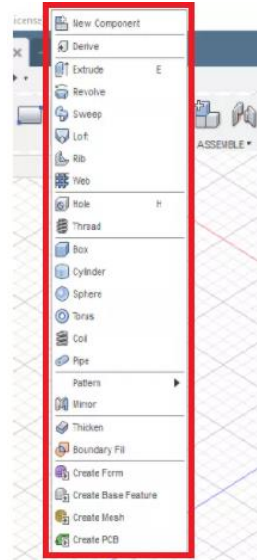 icense
New Component
Derive
Extrude E
Revolve
Sweep
Loft
Rib
Web
Hole H
Thread
Box
Cylinder
Sphere
Torus
Coil
Pipe
Pattern
Mirror
Thicken
Boundary Fill
Create Form
Create Base Feature
Create Mesh
Create PCB
ASSEMBLE